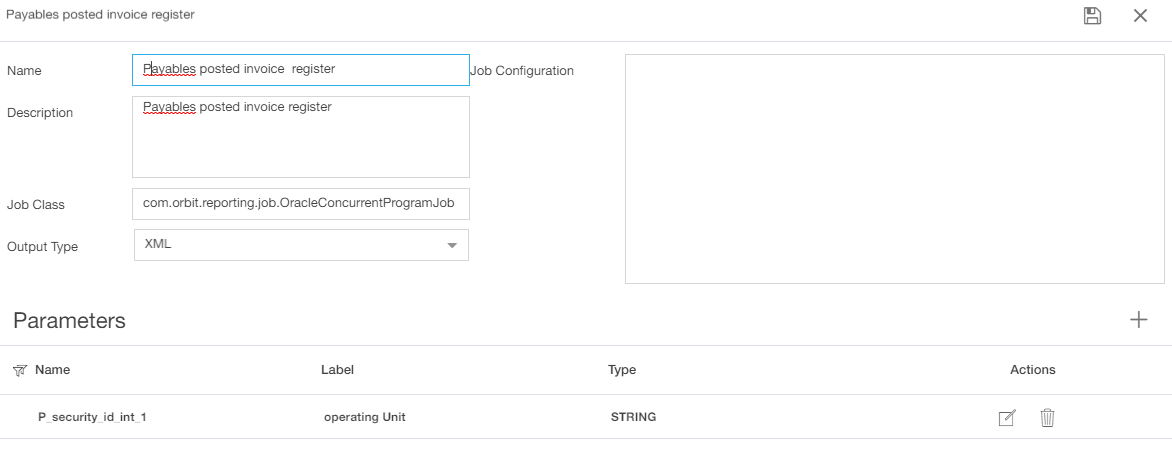 Payables posted invoice register
Name
Payables posted invoice  register
Job Configuration
Description
Payables posted invoice register
Job Class
com.orbit.reporting.job.OracleConcurrentProgramJob
Output Type
XML
Parameters
Name Label Type Actions
P_security_id_int_1 operating Unit STRING